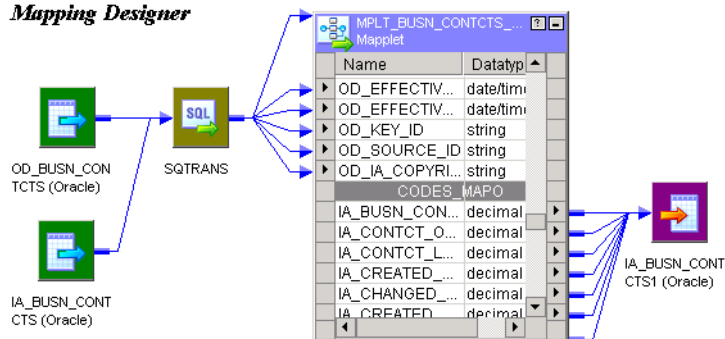 Mapping Designer
MPLT_BUSN_CONTCTS_...
Mapplet
Name Datatyp
OD_EFFECTIV... date/time
OD_EFFECTIV... date/time
OD_KEY_ID string
OD_SOURCE_ID string
OD_IA_COPYRI... string
CODES_MAPO
IA_BUSN_CON... decimal
IA_CONTCT_O... decimal
IA_CONTCT_L... decimal
IA_CREATED_... decimal
IA_CHANGED_... decimal
IA_CREATED decimal
SQL
OD_BUSN_CON
TCTS (Oracle)
SQTRANS
IA_BUSN_CONT
CTS (Oracle)
IA_BUSN_CONT
CTS1 (Oracle)